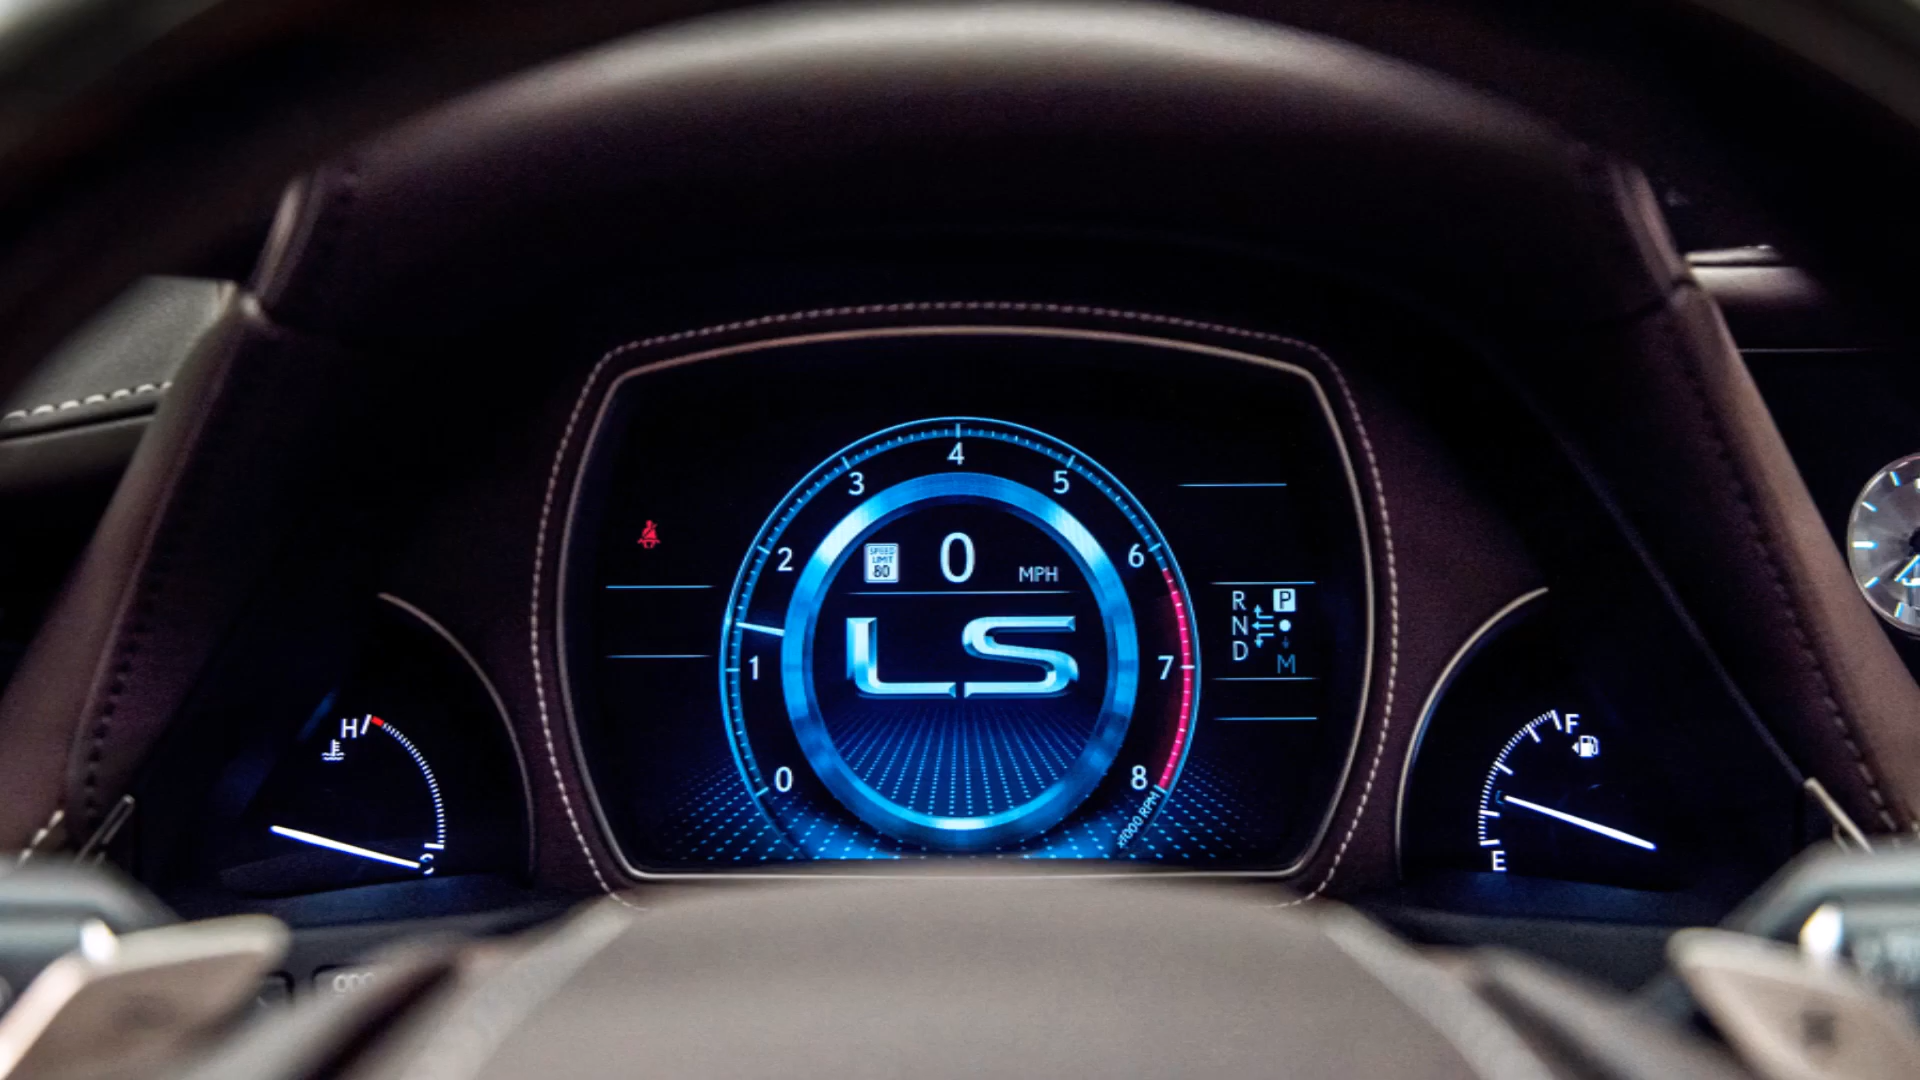 4
3 5
SPEED LIMIT 80
0 MPH
2 6
R P
N
D M
LS
1 7
H
F
0 8
x1000 RPM
C
E